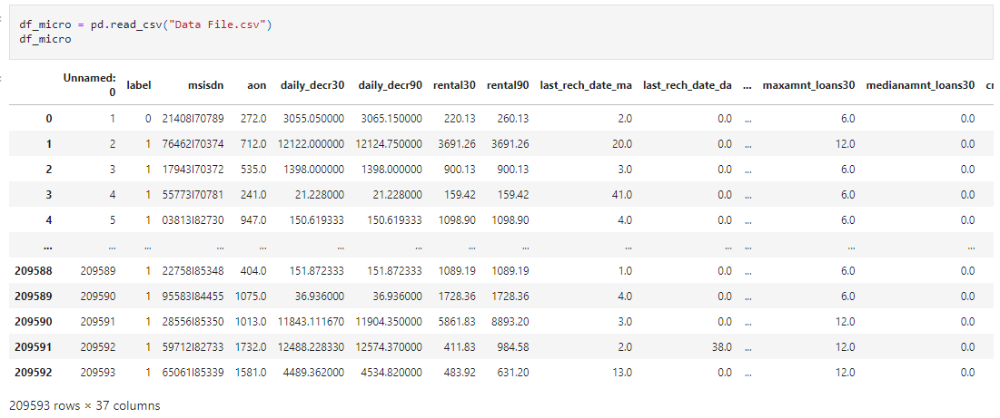 df_micro = pd.read_csv("Data File.csv")
df_micro
Unnamed: 0 label msisdn aon daily_decr30 daily_decr90 rental30 rental90 last_rech_date_ma last_rech_date_da ... maxamnt_loans30 medianamnt_loans30 cr
0 1 0 21408I70789 272.0 3055.050000 3065.150000 220.13 260.13 2.0 0.0 ... 6.0 0.0
1 2 1 76462I70374 712.0 12122.000000 12124.750000 3691.26 3691.26 20.0 0.0 ... 12.0 0.0
2 3 1 17943I70372 535.0 1398.000000 1398.000000 900.13 900.13 3.0 0.0 ... 6.0 0.0
3 4 1 55773I70781 241.0 21.228000 21.228000 159.42 159.42 41.0 0.0 ... 6.0 0.0
4 5 1 03813I82730 947.0 150.619333 150.619333 1098.90 1098.90 4.0 0.0 ... 6.0 0.0
... ... ... ... ... ... ... ... ... ... ... ... ... ...
209588 209589 1 22758I85348 404.0 151.872333 151.872333 1089.19 1089.19 1.0 0.0 ... 6.0 0.0
209589 209590 1 95583I84455 1075.0 36.936000 36.936000 1728.36 1728.36 4.0 0.0 ... 6.0 0.0
209590 209591 1 28556I85350 1013.0 11843.111670 11904.350000 5861.83 8893.20 3.0 0.0 ... 12.0 0.0
209591 209592 1 59712I82733 1732.0 12488.228330 12574.370000 411.83 984.58 2.0 38.0 ... 12.0 0.0
209592 209593 1 65061I85339 1581.0 4489.362000 4534.820000 483.92 631.20 13.0 0.0 ... 12.0 0.0
209593 rows × 37 columns